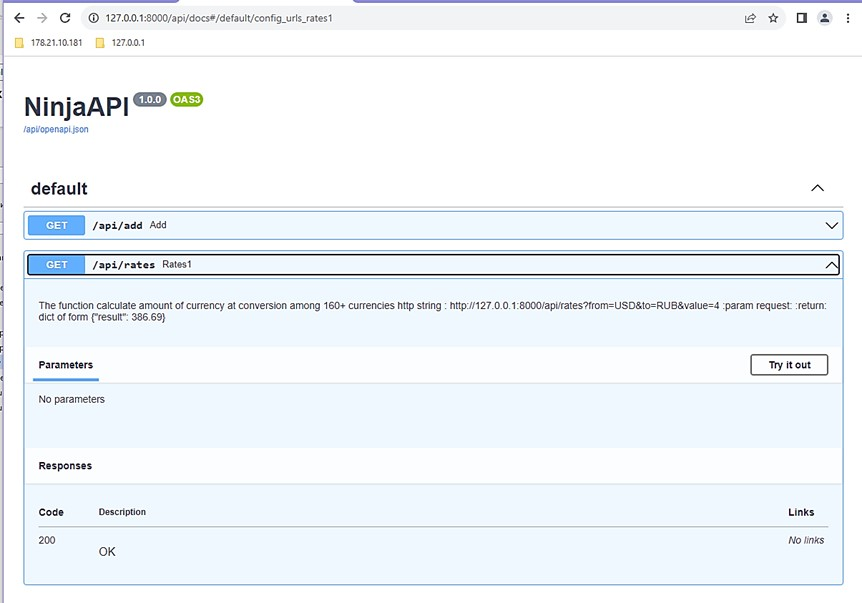 127.0.0.1:8000/api/docs#/default/config_urls_rates1
178.21.10.181 127.0.0.1
NinjaAPI 1.0.0 OAS3
/api/openapi.json
default
GET /api/add Add
GET /api/rates Rates1
The function calculate amount of currency at conversion among 160+ currencies http string : http://127.0.0.1:8000/api/rates?from=USD&to=RUB&value=4 :param request: :return:
dict of form {"result": 386.69}
Parameters Try it out
No parameters
Responses
Code Description Links
200 No links
OK